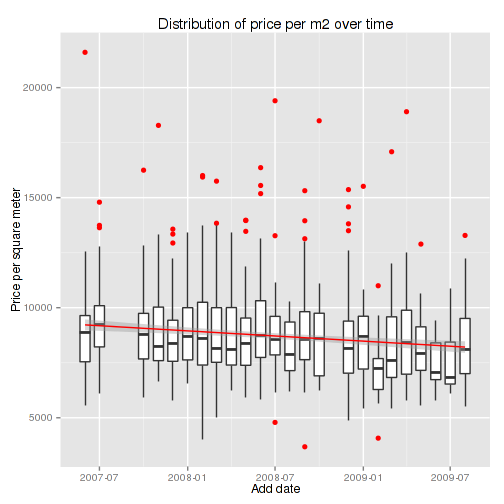 Distribution of price per m2 over time
Price per square meter
20000
15000
10000
5000
2007-07 2008-01 2008-07 2009-01 2009-07
Add date